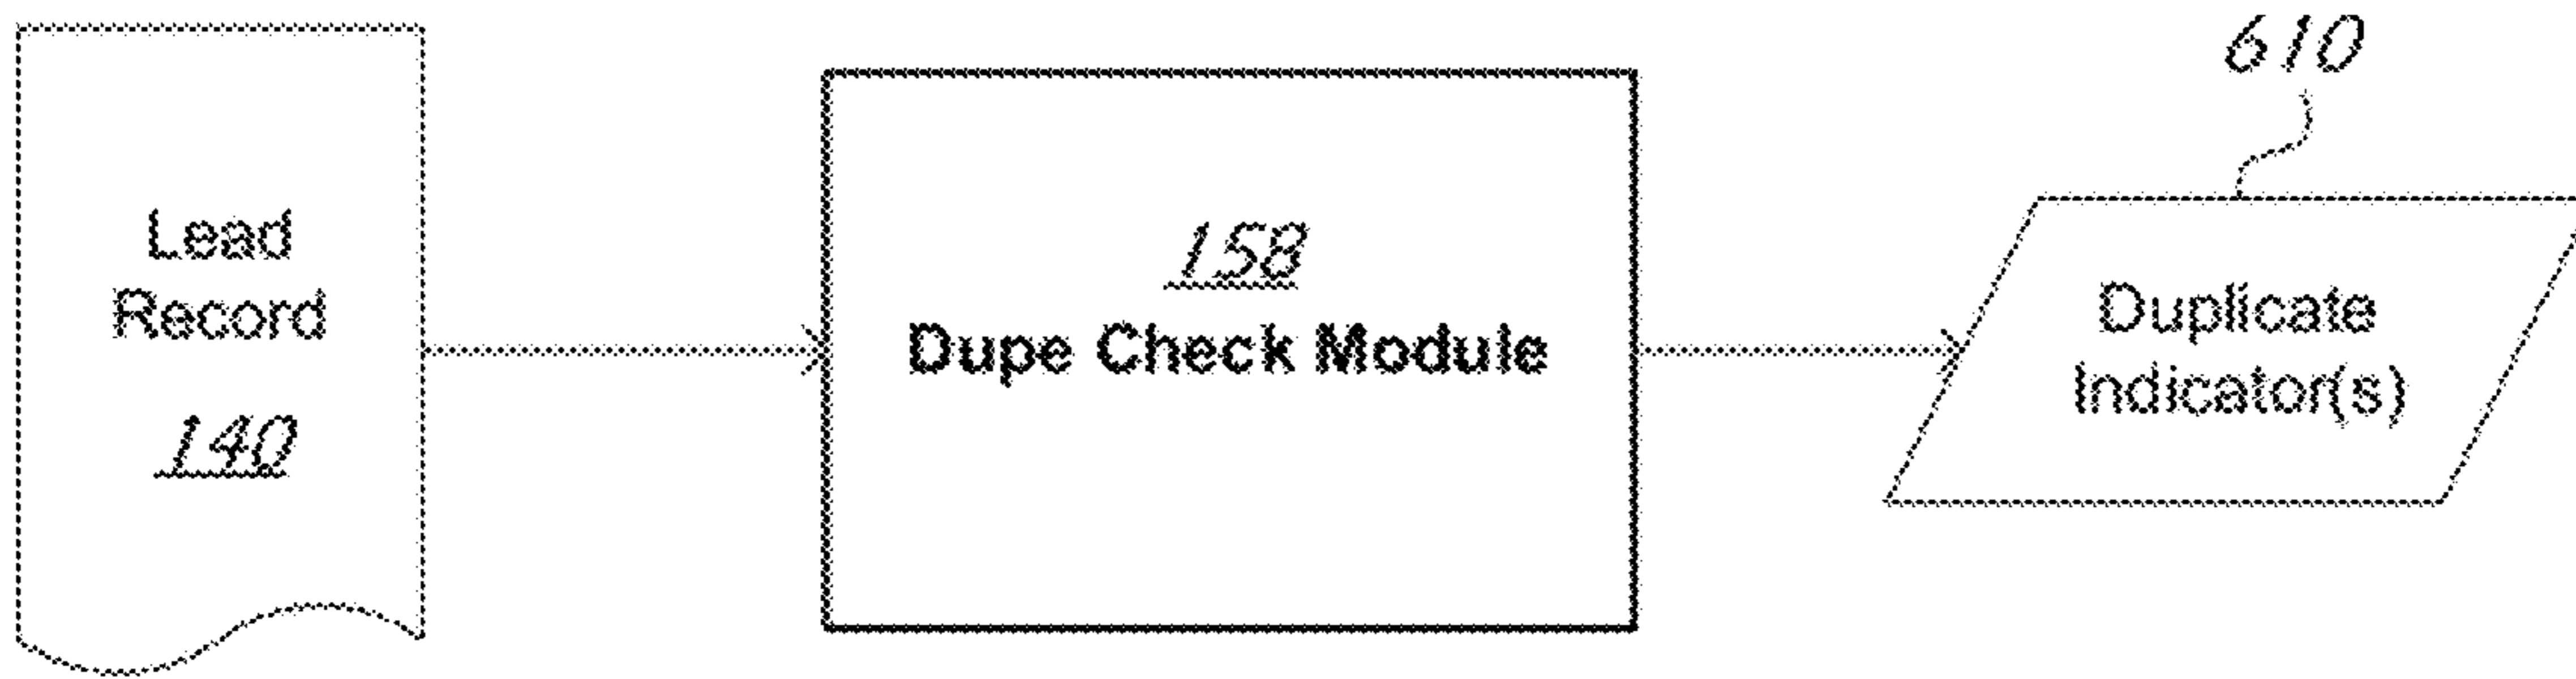 Lead
Record
140
158
Dupe Check Module
610
Duplicate
Indicator(s)